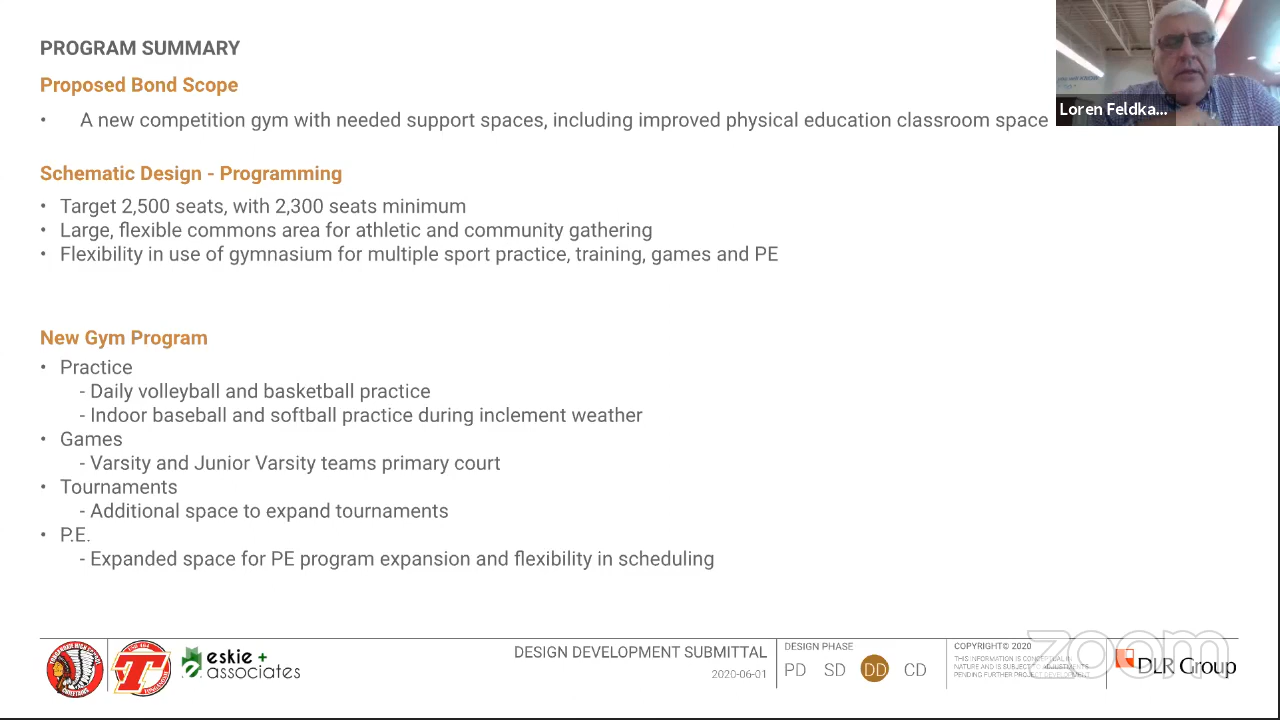 PROGRAM SUMMARY
Proposed Bond Scope
• A new competition gym with needed support spaces, including improved physical education classroom space
Loren Feldka...
Schematic Design - Programming
• Target 2,500 seats, with 2,300 seats minimum
• Large, flexible commons area for athletic and community gathering
• Flexibility in use of gymnasium for multiple sport practice, training, games and PE
New Gym Program
• Practice
- Daily volleyball and basketball practice
- Indoor baseball and softball practice during inclement weather
• Games
- Varsity and Junior Varsity teams primary court
• Tournaments
- Additional space to expand tournaments
• P.E.
- Expanded space for PE program expansion and flexibility in scheduling
eskie +
associates
DESIGN DEVELOPMENT SUBMITTAL
2020-06-01
DESIGN PHASE
PD SD DD CD
COPYRIGHT© 2020
THIS INFORMATION IS CONCEPTUAL IN
NATURE AND IS SUBJECT TO ADJUSTMENTS
PENDING FURTHER PROJECT DEVELOPMENT
zoom
DLR Group